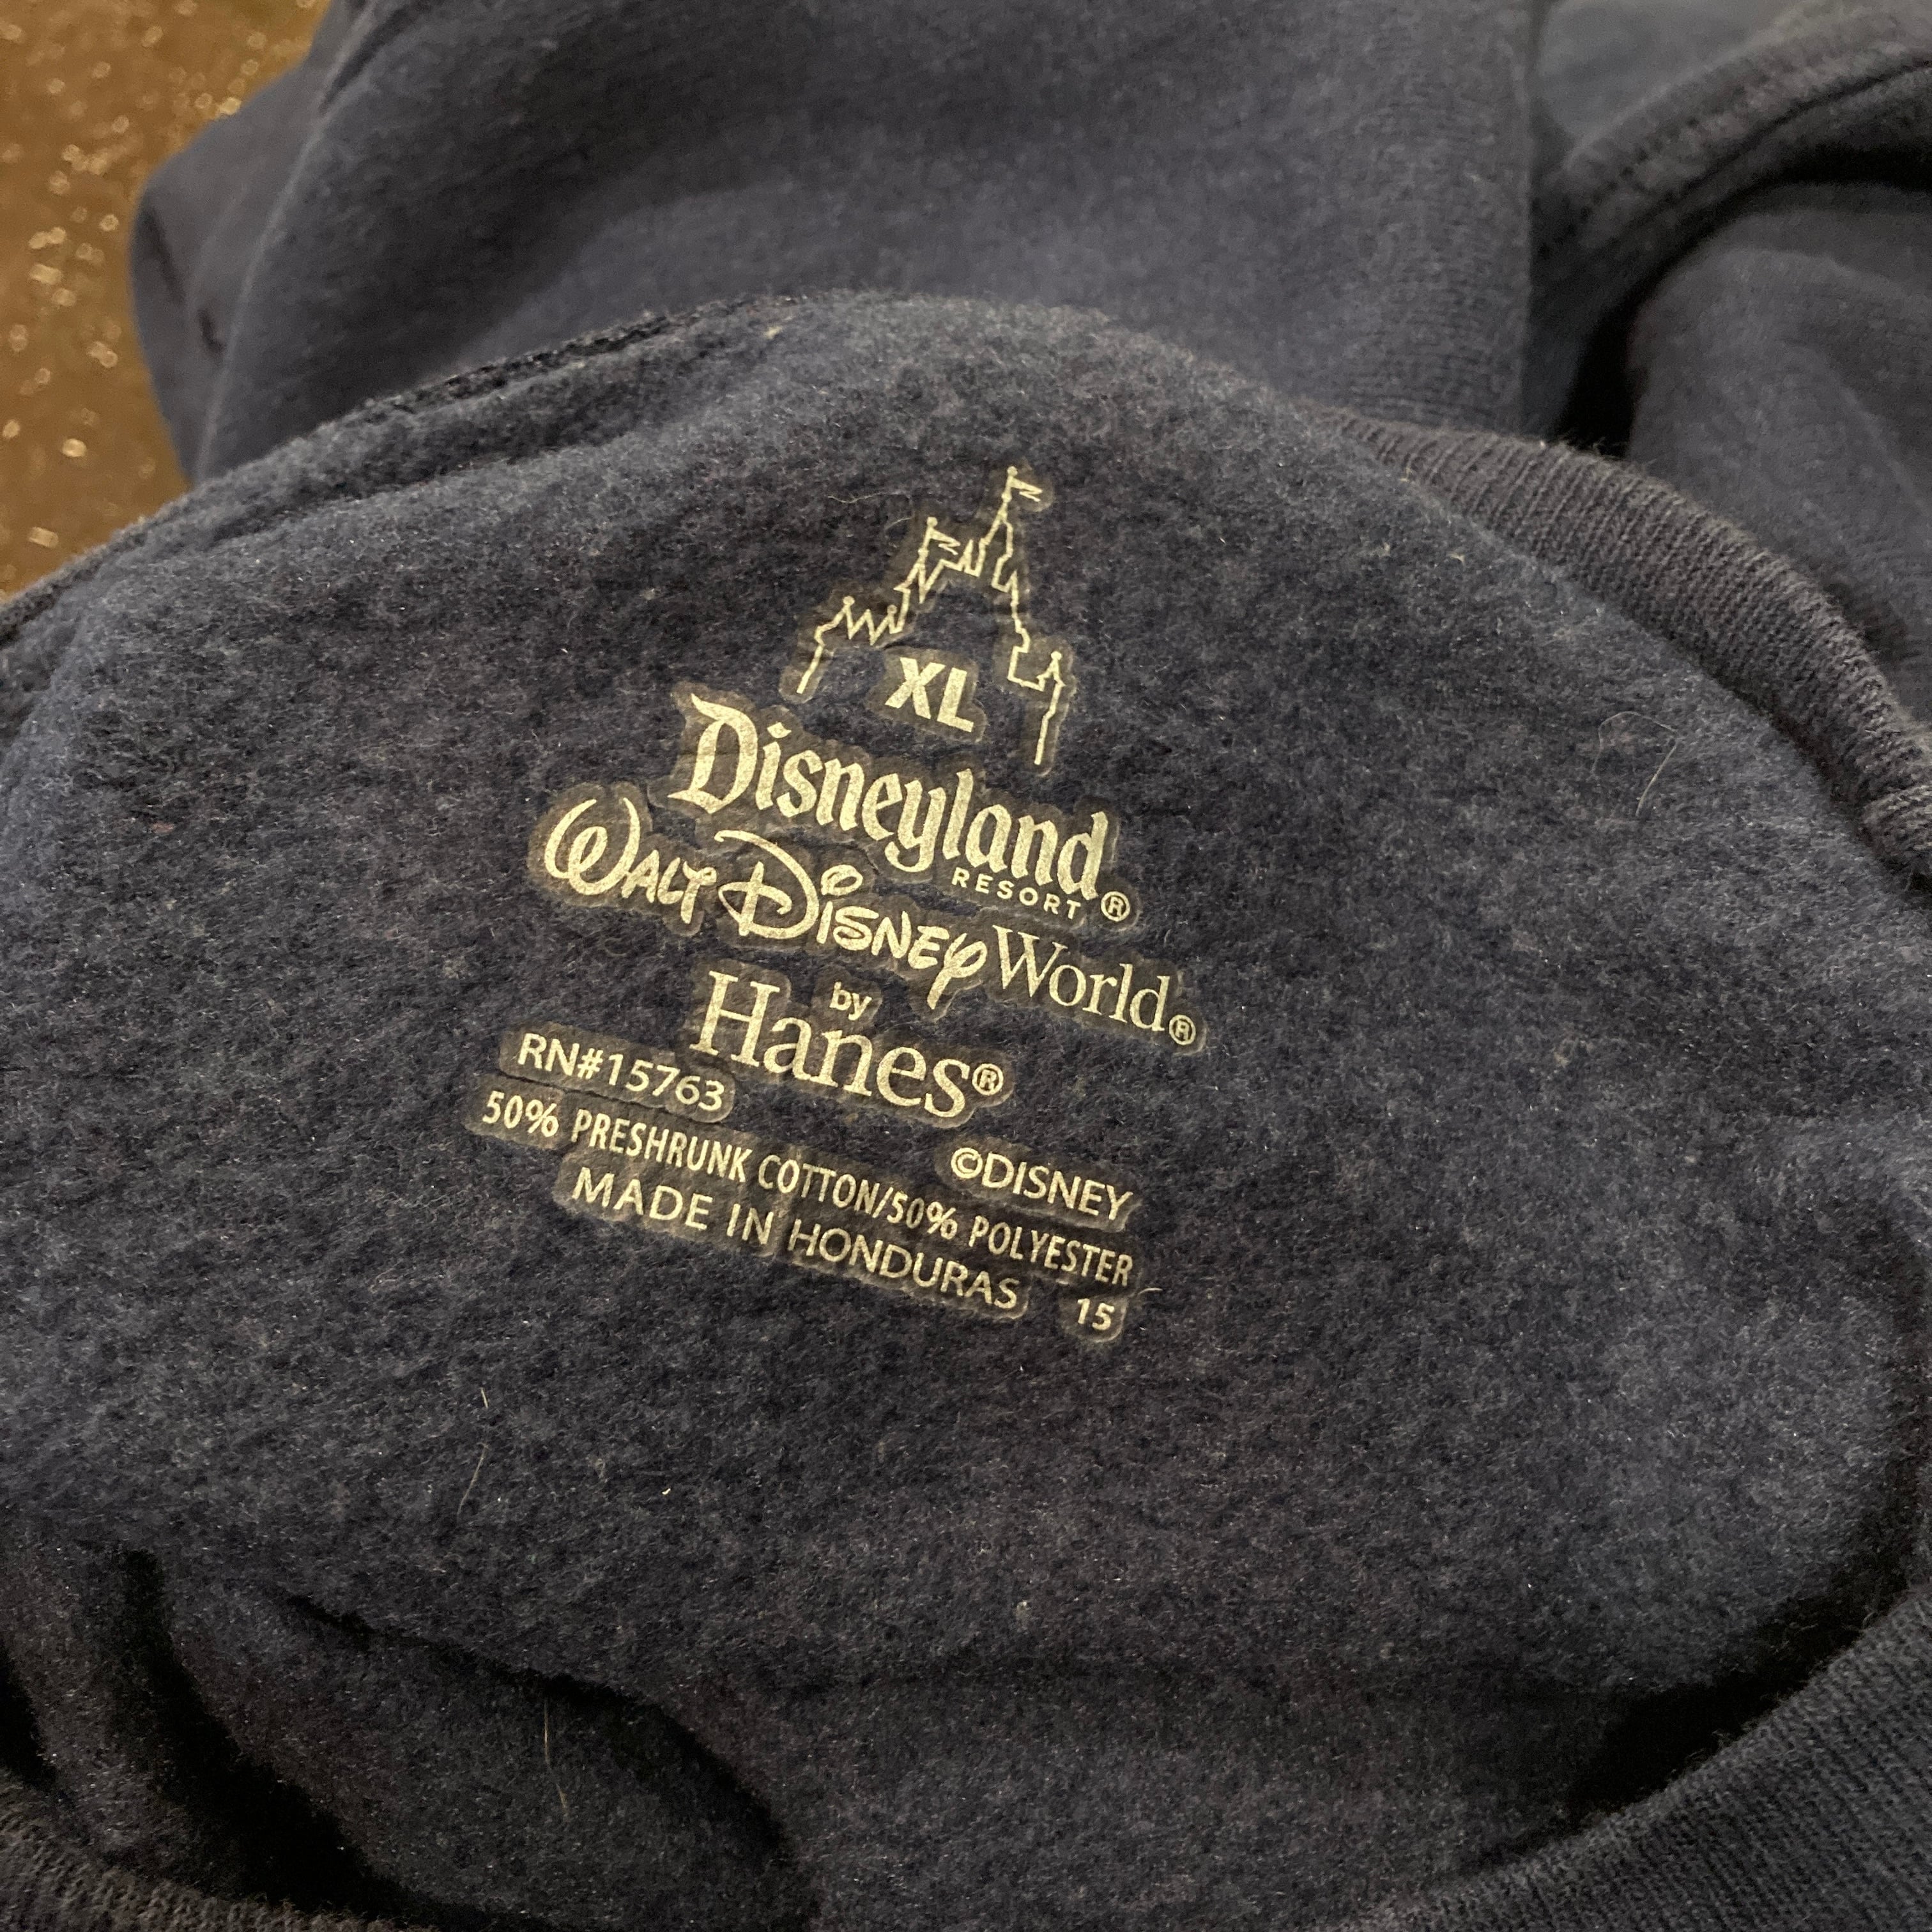 XL
Disneyland
RESORT®
WALT DISNEY World®
by
Hanes®
RN#15763
©DISNEY
50% PRESHRUNK COTTON/50% POLYESTER
MADE IN HONDURAS 15